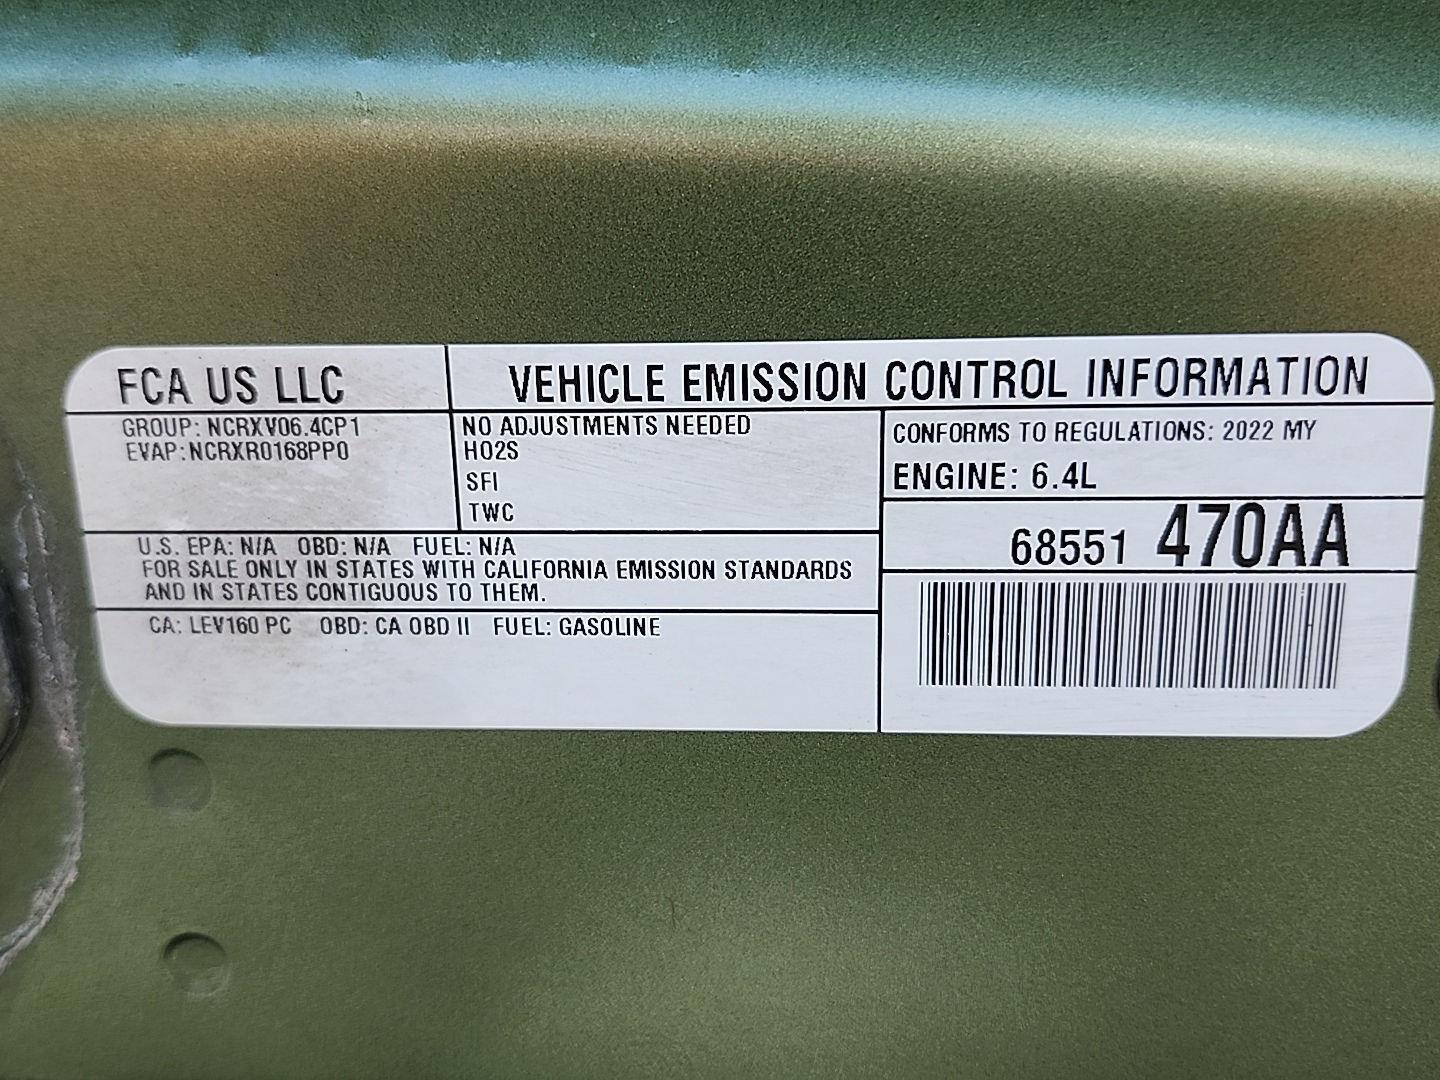 FCA US LLC
VEHICLE EMISSION CONTROL INFORMATION
GROUP: NCRXV06.4CP1
EVAP: NCRXR0168PP0
NO ADJUSTMENTS NEEDED
HO2S
SFI
TWC
CONFORMS TO REGULATIONS: 2022 MY
ENGINE: 6.4L
68551 470AA
U.S. EPA: N/A OBD: N/A FUEL: N/A
FOR SALE ONLY IN STATES WITH CALIFORNIA EMISSION STANDARDS
AND IN STATES CONTIGUOUS TO THEM.
CA: LEV160 PC OBD: CA OBD II FUEL: GASOLINE